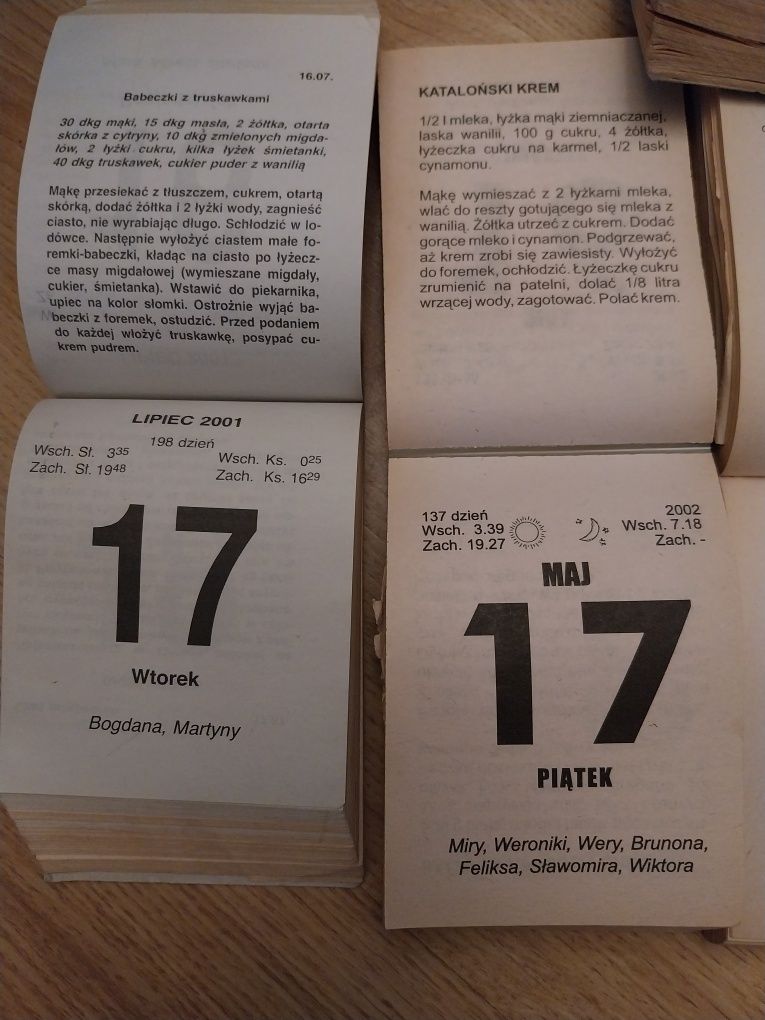 16.07.
Babeczki z truskawkami
30 dkg mąki, 15 dkg masła, 2 żółtka, otarta
skórka z cytryny, 10 dkg zmielonych migda-
łów, 2 łyżki cukru, kilka łyżek śmietanki,
40 dkg truskawek, cukier puder z wanilią
Mąkę przesiekać z tłuszczem, cukrem, otartą
skórką, dodać żółtka i 2 łyżki wody, zagnieść
ciasto, nie wyrabiając długo. Schłodzić w lo-
dówce. Następnie wyłożyć ciastem małe fo-
remki-babeczki, kładąc na ciasto po łyżecz-
ce masy migdałowej (wymieszane migdały,
cukier, śmietanka). Wstawić do piekarnika,
upiec na kolor słomki. Ostrożnie wyjąć ba-
beczki z foremek, ostudzić. Przed podaniem
do każdej włożyć truskawkę, posypać cu-
krem pudrem.
LIPIEC 2001
198 dzień
Wsch. Sł. 3 35
Zach. Sł. 19 48
Wsch. Ks. 0 25
Zach. Ks. 16 29
17
Wtorek
Bogdana, Martyny
KATALOŃSKI KREM
1/2 l mleka, łyżka mąki ziemniaczanej,
laska wanilii, 100 g cukru, 4 żółtka,
łyżeczka cukru na karmel, 1/2 laski
cynamonu.
Mąkę wymieszać z 2 łyżkami mleka,
wlać do reszty gotującego się mleka z
wanilią. Żółtka utrzeć z cukrem. Dodać
gorące mleko i cynamon. Podgrzewać,
aż krem zrobi się zawiesisty. Wyłożyć
do foremek, ochłodzić. Łyżeczkę cukru
zrumienić na patelni, dolać 1/8 litra
wrzącej wody, zagotować. Polać krem.
137 dzień
Wsch. 3.39
Zach. 19.27
2002
Wsch. 7.18
Zach. -
MAJ
17
PIĄTEK
Miry, Weroniki, Wery, Brunona,
Feliksa, Sławomira, Wiktora